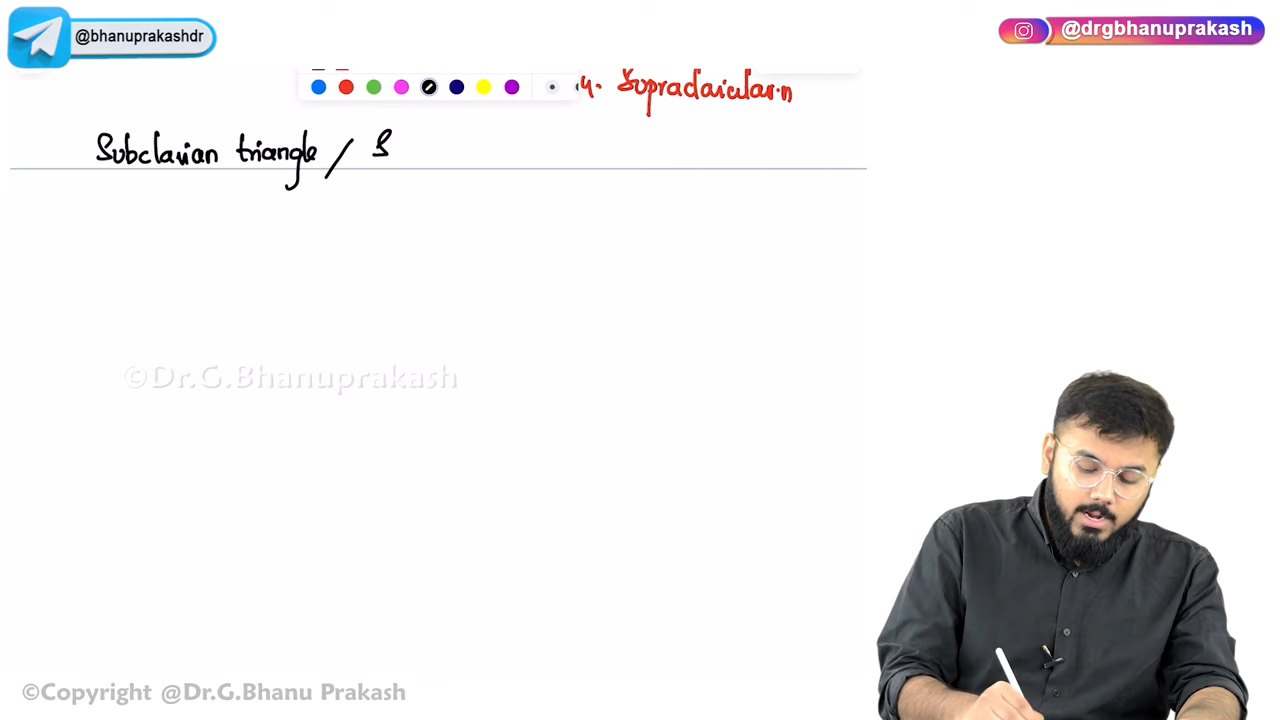 @bhanuprakashdr
@drgbhanuprakash
4. Supraclavicular.n
Subclavian triangle / S
©Dr.G.Bhanuprakash
©Copyright @Dr.G.Bhanu Prakash